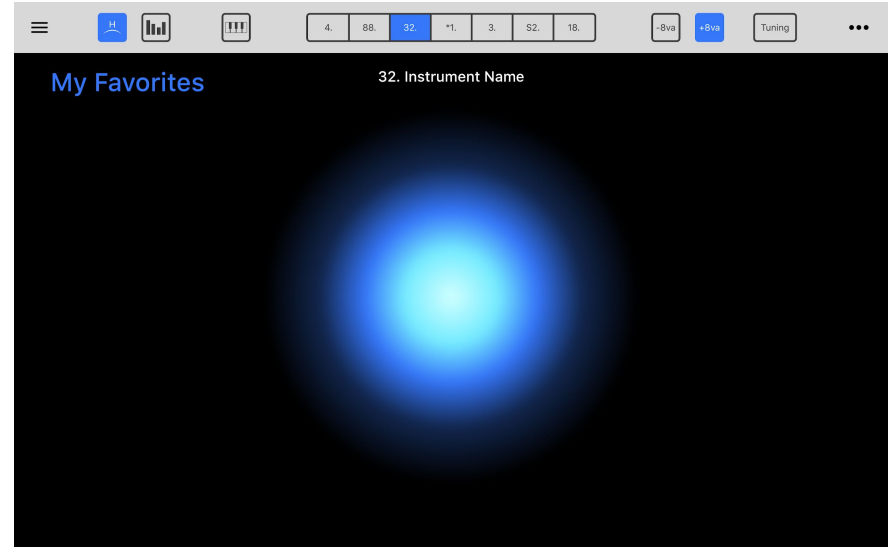 H
4. 88. 32. *1. 3. S2. 18.
-8va +8va
Tuning
My Favorites
32. Instrument Name